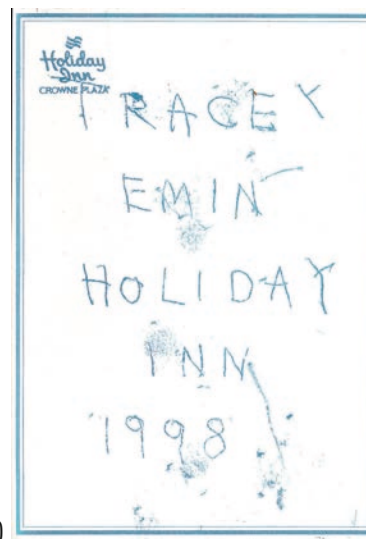 Holiday
Inn
CROWNE PLAZA
TRACEY
EMIN
HOLIDAY
INN
1998